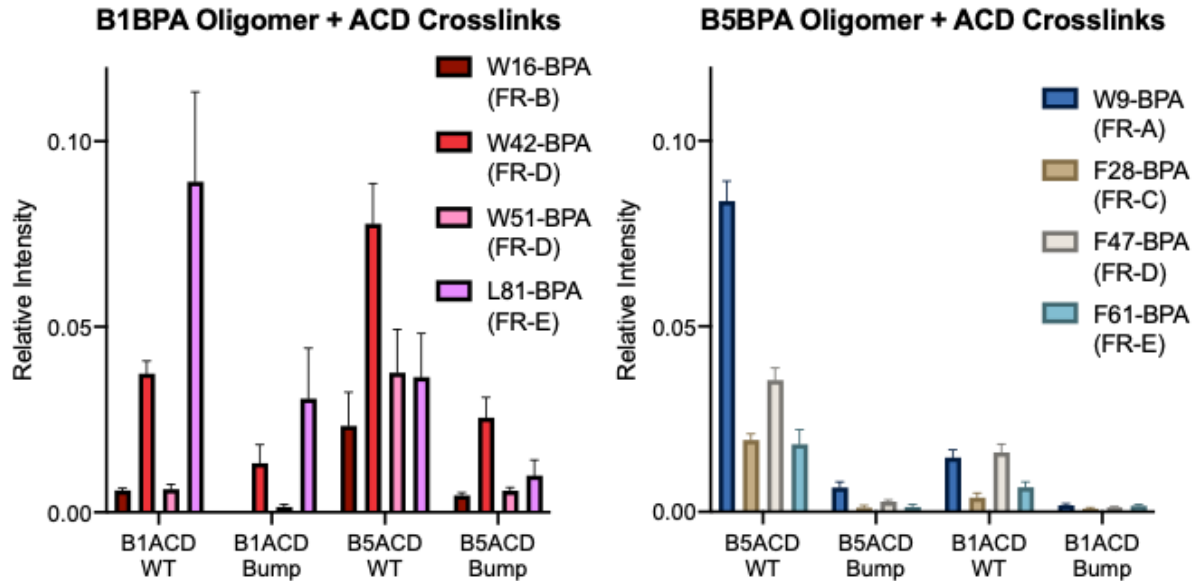 B1BPA Oligomer + ACD Crosslinks
W16-BPA
(FR-B)
W42-BPA
(FR-D)
W51-BPA
(FR-D)
L81-BPA
(FR-E)
Relative Intensity
0.10
0.05
0.00
B1ACD B1ACD B5ACD B5ACD
WT Bump WT Bump
B5BPA Oligomer + ACD Crosslinks
W9-BPA
(FR-A)
F28-BPA
(FR-C)
F47-BPA
(FR-D)
F61-BPA
(FR-E)
Relative Intensity
0.10
0.05
0.00
B5ACD B5ACD B1ACD B1ACD
WT Bump WT Bump